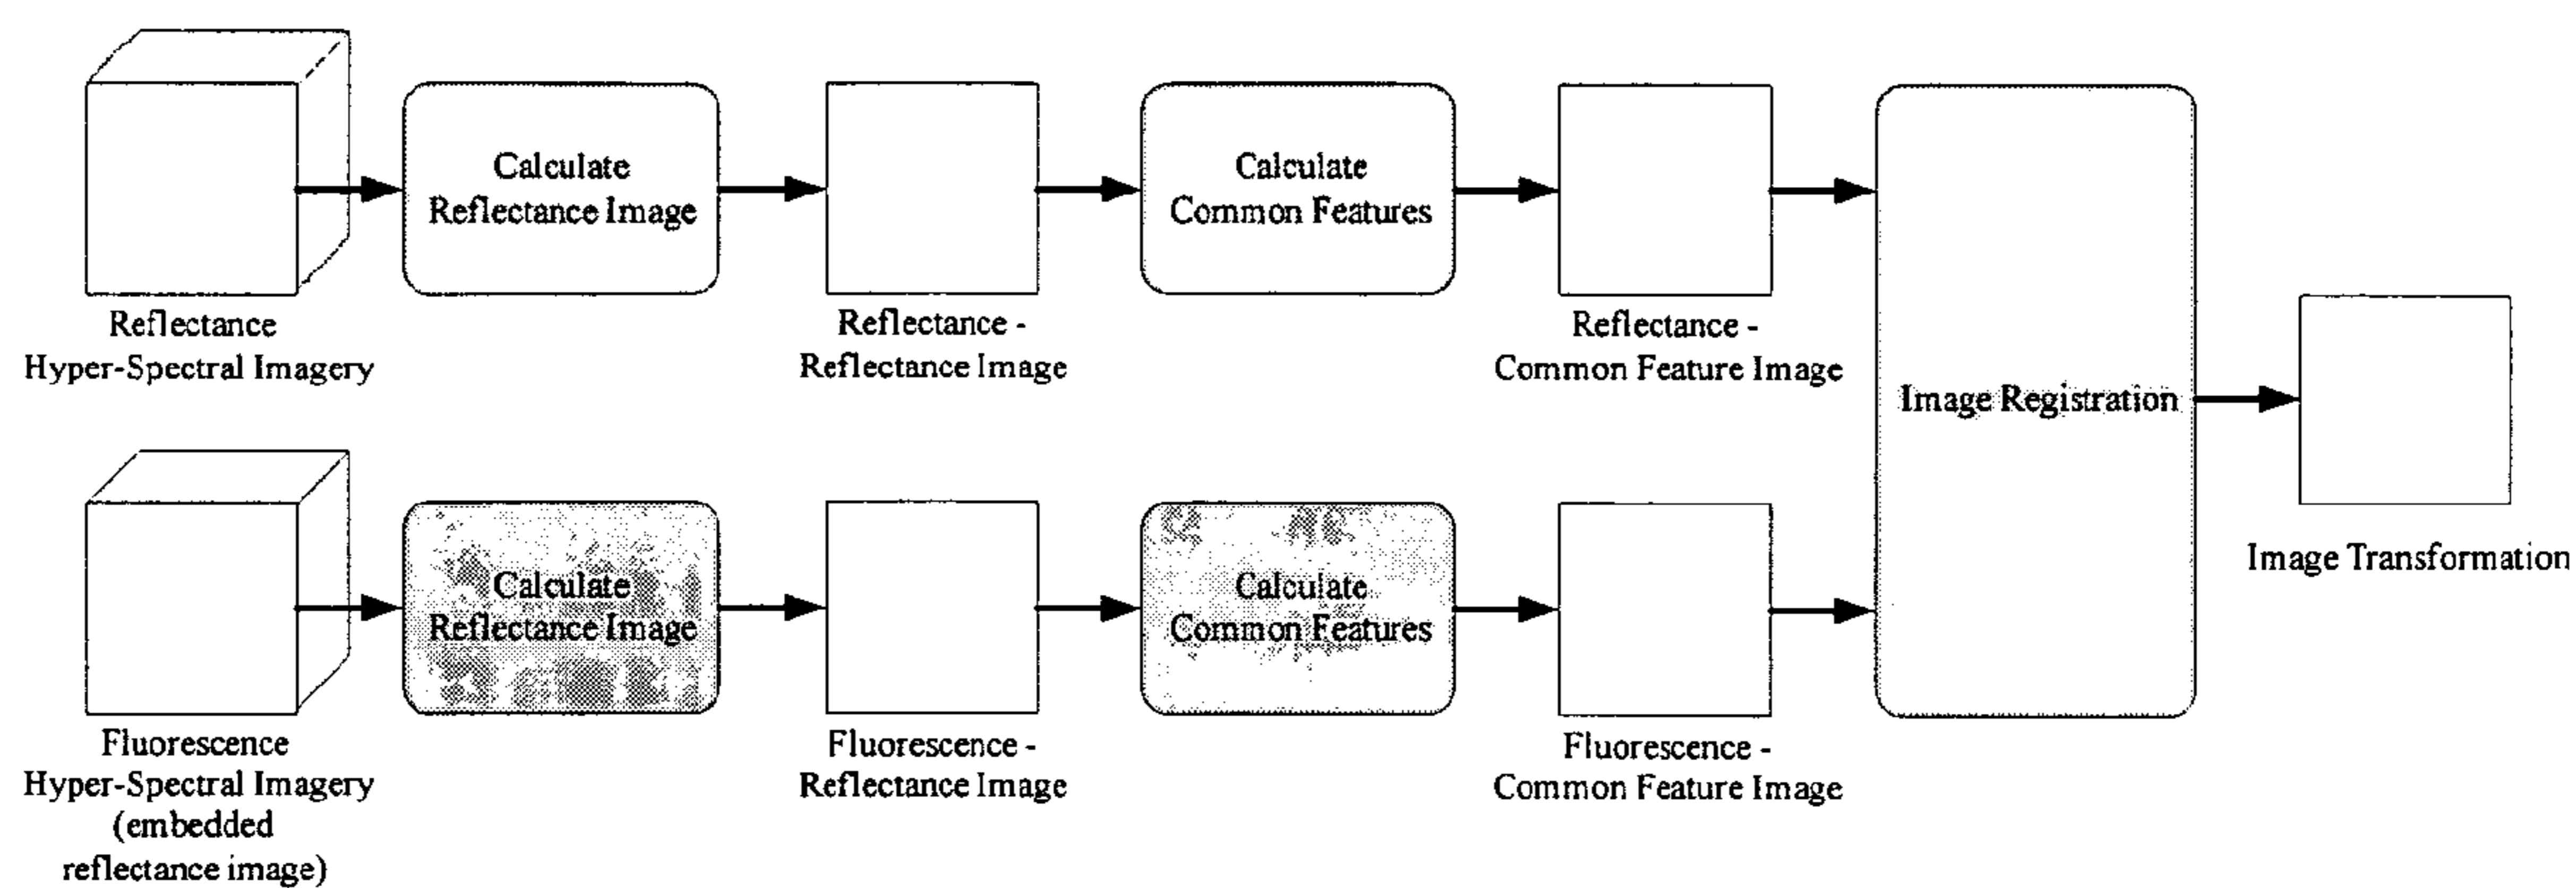 Calculate
Reflectance Image
Calculate
Common Features
Reflectance
Hyper-Spectral Imagery
Reflectance -
Reflectance Image
Reflectance -
Common Feature Image
Image Registration
Image Transformation
Calculate
Reflectance Image
Calculate
Common Features
Fluorescence
Hyper-Spectral Imagery
(embedded
reflectance image)
Fluorescence -
Reflectance Image
Fluorescence -
Common Feature Image